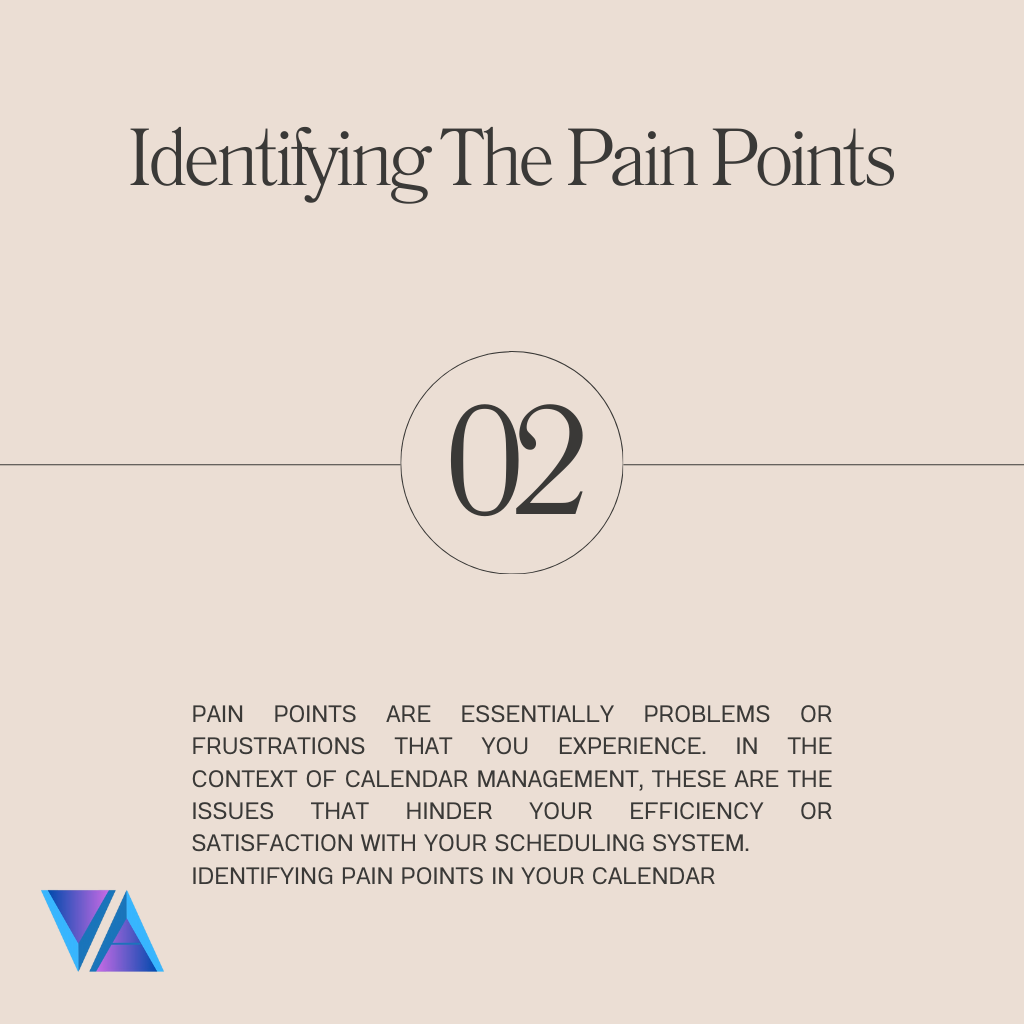 Identifying The Pain Points
02
PAIN POINTS ARE ESSENTIALLY PROBLEMS OR
FRUSTRATIONS THAT YOU EXPERIENCE. IN THE
CONTEXT OF CALENDAR MANAGEMENT, THESE ARE THE
ISSUES THAT HINDER YOUR EFFICIENCY OR
SATISFACTION WITH YOUR SCHEDULING SYSTEM.
IDENTIFYING PAIN POINTS IN YOUR CALENDAR
VA